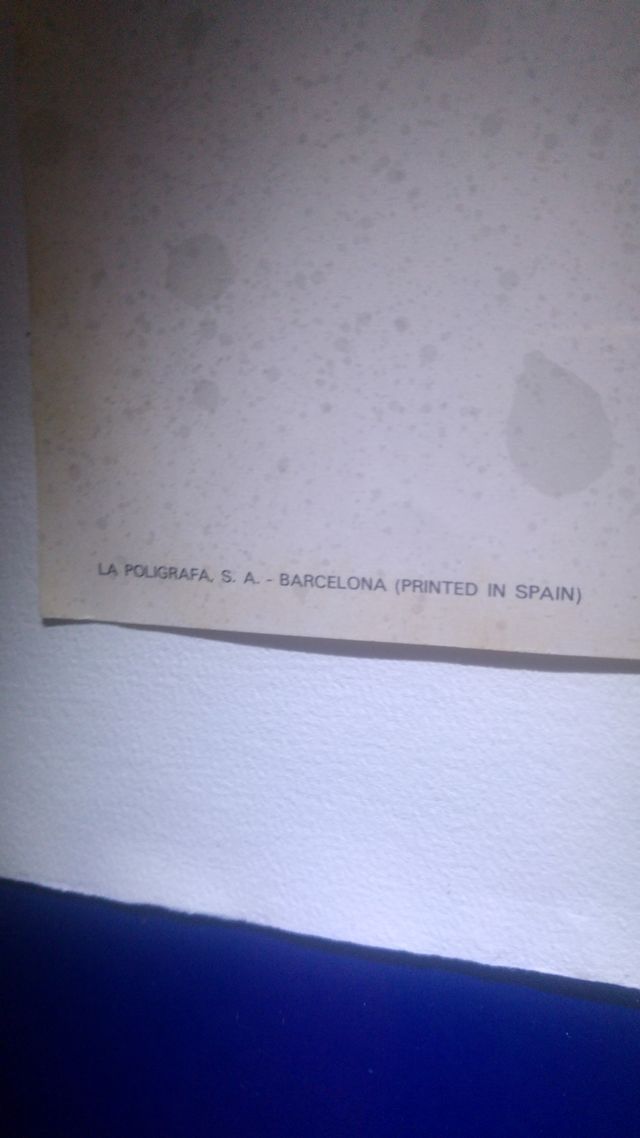 LA POLIGRAFA, S. A. - BARCELONA (PRINTED IN SPAIN)